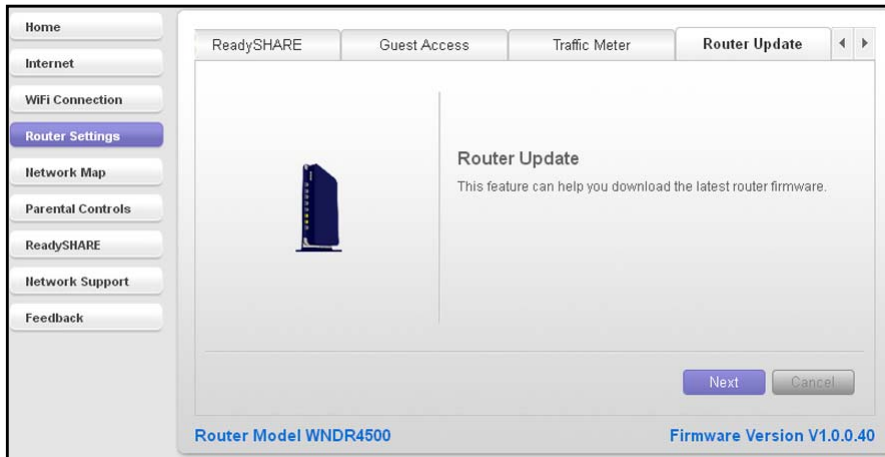 Home
Internet
WiFi Connection
Router Settings
Network Map
Parental Controls
ReadySHARE
Network Support
Feedback
ReadySHARE Guest Access Traffic Meter Router Update
Router Update
This feature can help you download the latest router firmware.
Next Cancel
Router Model WNDR4500 Firmware Version V1.0.0.40